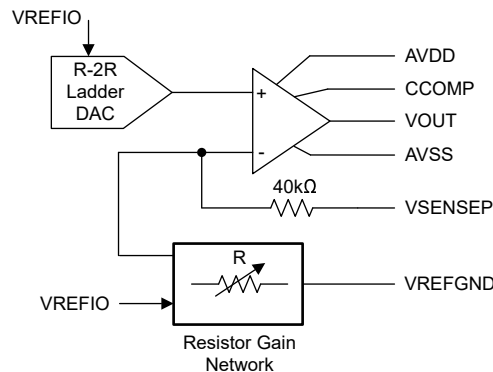 VREFIO
R-2R
Ladder
DAC
+
-
AVDD
CCOMP
VOUT
AVSS
40kΩ
VSENSEP
R
VREFGND
VREFIO
Resistor Gain
Network